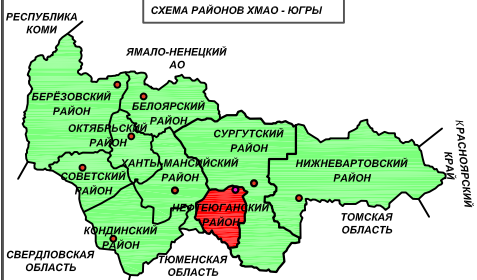 СХЕМА РАЙОНОВ ХМАО - ЮГРЫ
РЕСПУБЛИКА
КОМИ
ЯМАЛО-НЕНЕЦКИЙ
АО
БЕРЁЗОВСКИЙ
РАЙОН
БЕЛОЯРСКИЙ
РАЙОН
ОКТЯБРЬСКИЙ
РАЙОН
СУРГУТСКИЙ
РАЙОН
КРАСНОЯРСКИЙ
КРАЙ
ХАНТЫ-МАНСИЙСКИЙ
РАЙОН
НИЖНЕВАРТОВСКИЙ
РАЙОН
СОВЕТСКИЙ
РАЙОН
НЕФТЕЮГАНСКИЙ
РАЙОН
ТОМСКАЯ
ОБЛАСТЬ
КОНДИНСКИЙ
РАЙОН
СВЕРДЛОВСКАЯ
ОБЛАСТЬ
ТЮМЕНСКАЯ
ОБЛАСТЬ